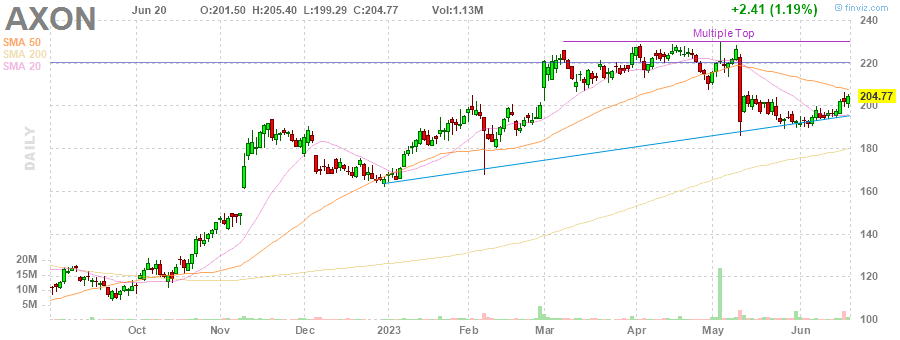 AXON
Jun 20 O:201.50 H:205.40 L:199.29 C:204.77 Vol:1.13M +2.41 (1.19%) finviz.com
SMA 50
SMA 200
SMA 20
DAILY
Multiple Top
240
220
204.77
200
180
160
140
120
100
20M
15M
10M
5M
Oct Nov Dec 2023 Feb Mar Apr May Jun